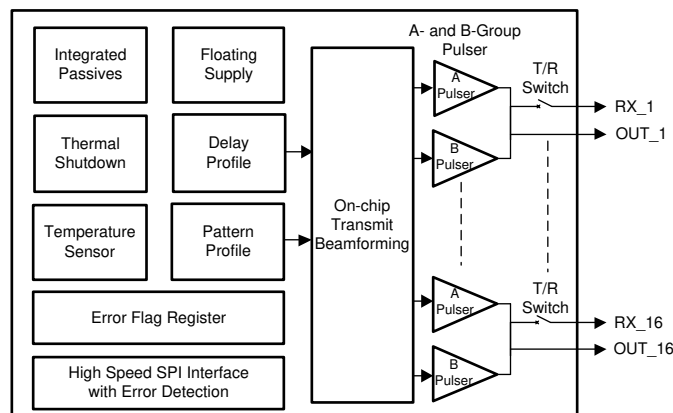 Integrated
Passives
Floating
Supply
Thermal
Shutdown
Delay
Profile
Temperature
Sensor
Pattern
Profile
Error Flag Register
High Speed SPI Interface
with Error Detection
On-chip
Transmit
Beamforming
A- and B-Group
Pulser
A
Pulser
B
Pulser
A
Pulser
B
Pulser
T/R
Switch
RX_1
OUT_1
T/R
Switch
RX_16
OUT_16